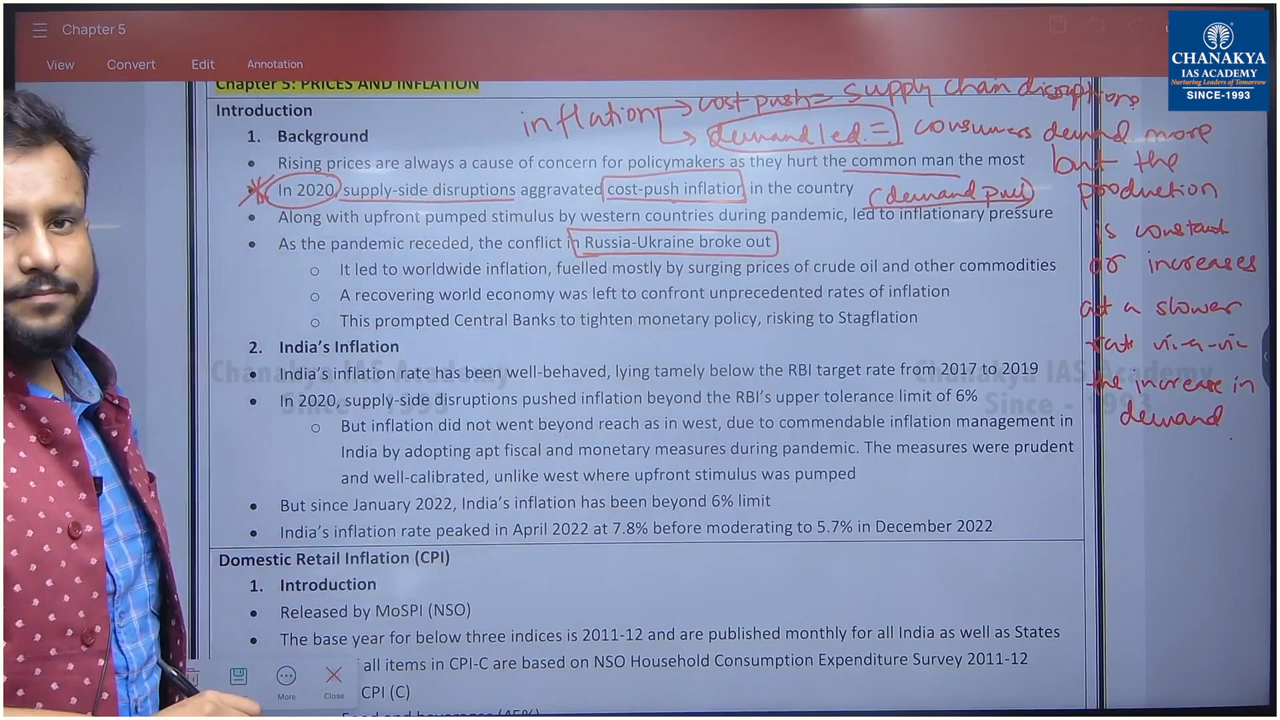 Chapter 5
View Convert Edit Annotation
CHANAKYA
IAS ACADEMY
Nurturing Leaders of Tomorrow
SINCE-1993
Chapter 5: PRICES AND INFLATION
inflation → cost push = supply chain disruptions
→ demand led = consumers demand more
but the
production
is constant
or increases
at a slower
rate vis-a-vis
the increase in
demand
(demand pull)
Introduction
1. Background
• Rising prices are always a cause of concern for policymakers as they hurt the common man the most
• In 2020, supply-side disruptions aggravated cost-push inflation in the country
• Along with upfront pumped stimulus by western countries during pandemic, led to inflationary pressure
• As the pandemic receded, the conflict in Russia-Ukraine broke out
o It led to worldwide inflation, fuelled mostly by surging prices of crude oil and other commodities
o A recovering world economy was left to confront unprecedented rates of inflation
o This prompted Central Banks to tighten monetary policy, risking to Stagflation
2. India's Inflation
• India's inflation rate has been well-behaved, lying tamely below the RBI target rate from 2017 to 2019
• In 2020, supply-side disruptions pushed inflation beyond the RBI's upper tolerance limit of 6%
o But inflation did not went beyond reach as in west, due to commendable inflation management in
India by adopting apt fiscal and monetary measures during pandemic. The measures were prudent
and well-calibrated, unlike west where upfront stimulus was pumped
• But since January 2022, India's inflation has been beyond 6% limit
• India's inflation rate peaked in April 2022 at 7.8% before moderating to 5.7% in December 2022
Chanakya IAS Academy
Since - 1993
Chanakya IAS Academy
Since - 1993
Domestic Retail Inflation (CPI)
1. Introduction
• Released by MoSPI (NSO)
• The base year for below three indices is 2011-12 and are published monthly for all India as well as States
all items in CPI-C are based on NSO Household Consumption Expenditure Survey 2011-12
CPI (C)
Food and beverages (45%)
More
Close